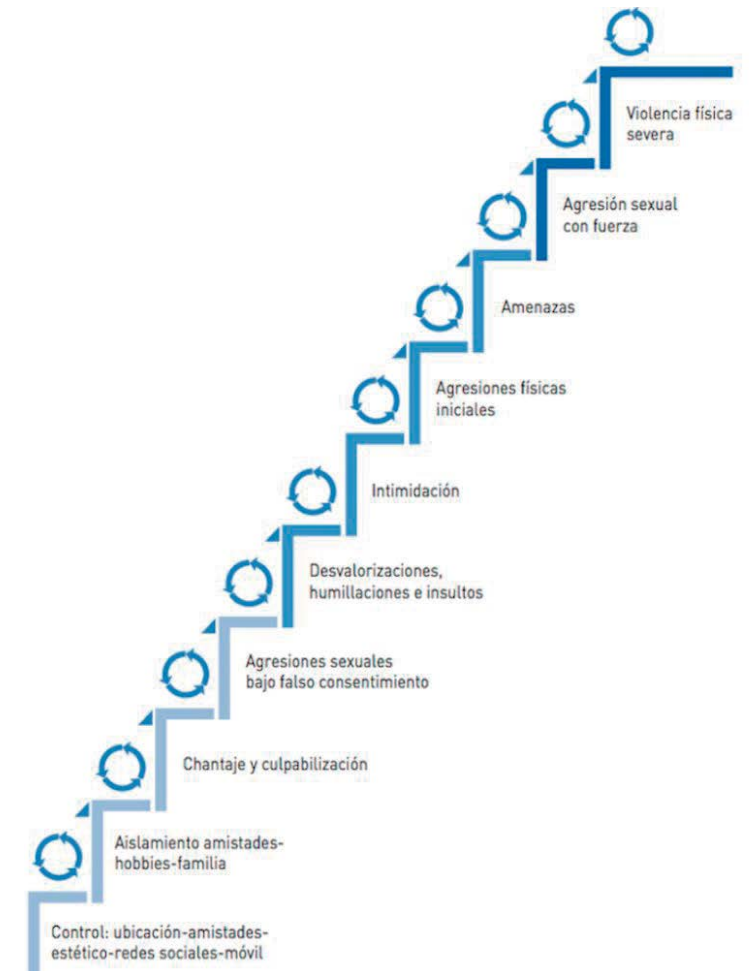 Violencia física
severa
Agresión sexual
con fuerza
Amenazas
Agresiones físicas
iniciales
Intimidación
Desvalorizaciones,
humillaciones e insultos
Agresiones sexuales
bajo falso consentimiento
Chantaje y culpabilización
Aislamiento amistades-
hobbies-familia
Control: ubicación-amistades-
estético-redes sociales-móvil